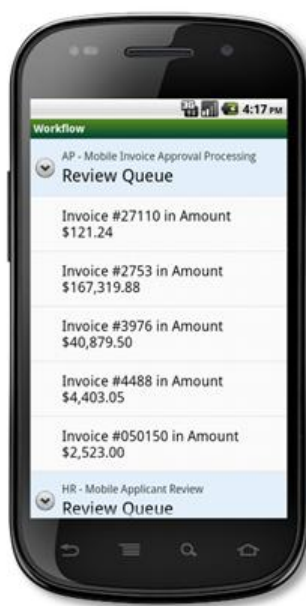 4:17 PM
Workflow
AP - Mobile Invoice Approval Processing
Review Queue
Invoice #27110 in Amount
$121.24
Invoice #2753 in Amount
$167,319.88
Invoice #3976 in Amount
$40,879.50
Invoice #4488 in Amount
$4,403.05
Invoice #050150 in Amount
$2,523.00
HR - Mobile Applicant Review
Review Queue